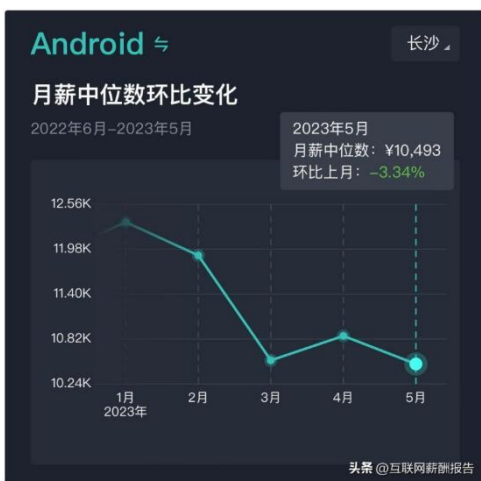 Android ⇋
长沙
月薪中位数环比变化
2022年6月-2023年5月
2023年5月
月薪中位数：¥10,493
环比上月：-3.34%
12.56K
11.98K
11.40K
10.82K
10.24K
1月
2月
3月
4月
5月
2023年
头条 @互联网薪酬报告